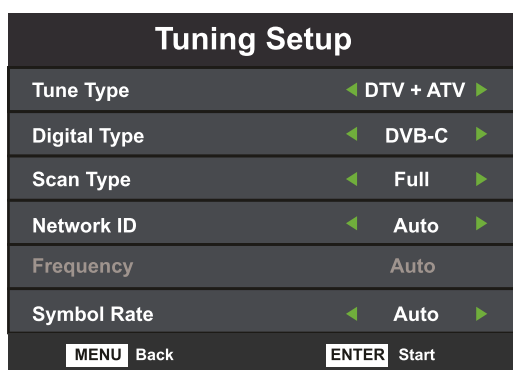 Tuning Setup
Tune Type DTV + ATV
Digital Type DVB-C
Scan Type Full
Network ID Auto
Frequency Auto
Symbol Rate Auto
MENU Back ENTER Start